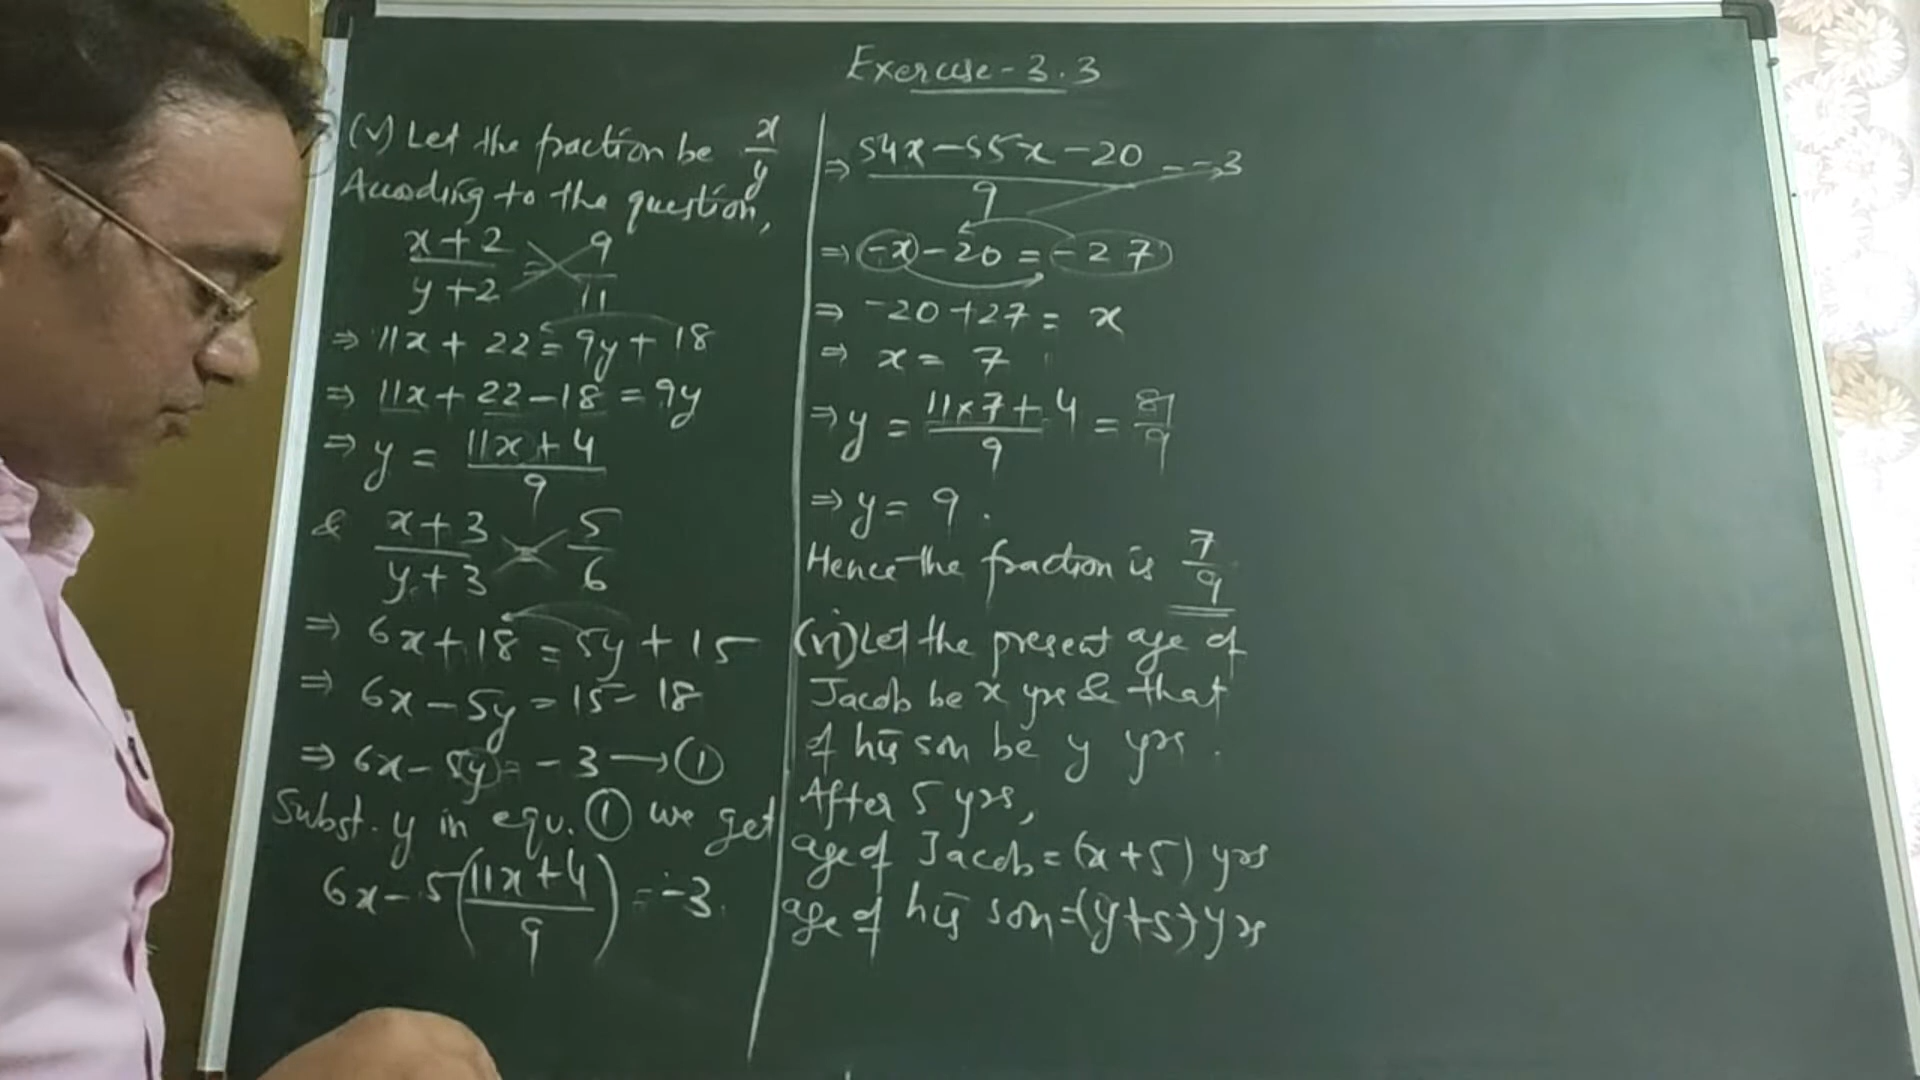 Exercise-3.3
(v) Let the fraction be x/y
According to the question,
(x+2)/(y+2) = 9/11
⇒ 11x + 22 = 9y + 18
⇒ 11x + 22 - 18 = 9y
⇒ y = (11x + 4)/9
& (x+3)/(y+3) = 5/6
⇒ 6x + 18 = 5y + 15
⇒ 6x - 5y = 15 - 18
⇒ 6x - 5y = -3 → ①
Subst. y in equ. ① we get
6x - 5((11x + 4)/9) = -3
⇒ (54x - 55x - 20)/9 = -3
⇒ -x - 20 = -27
⇒ -20 + 27 = x
⇒ x = 7
⇒ y = (11×7 + 4)/9 = 81/9
⇒ y = 9.
Hence the fraction is 7/9
(vi) Let the present age of
Jacob be x yrs & that
of his son be y yrs.
After 5 yrs,
age of Jacob = (x+5) yrs
age of his son = (y+5) yrs